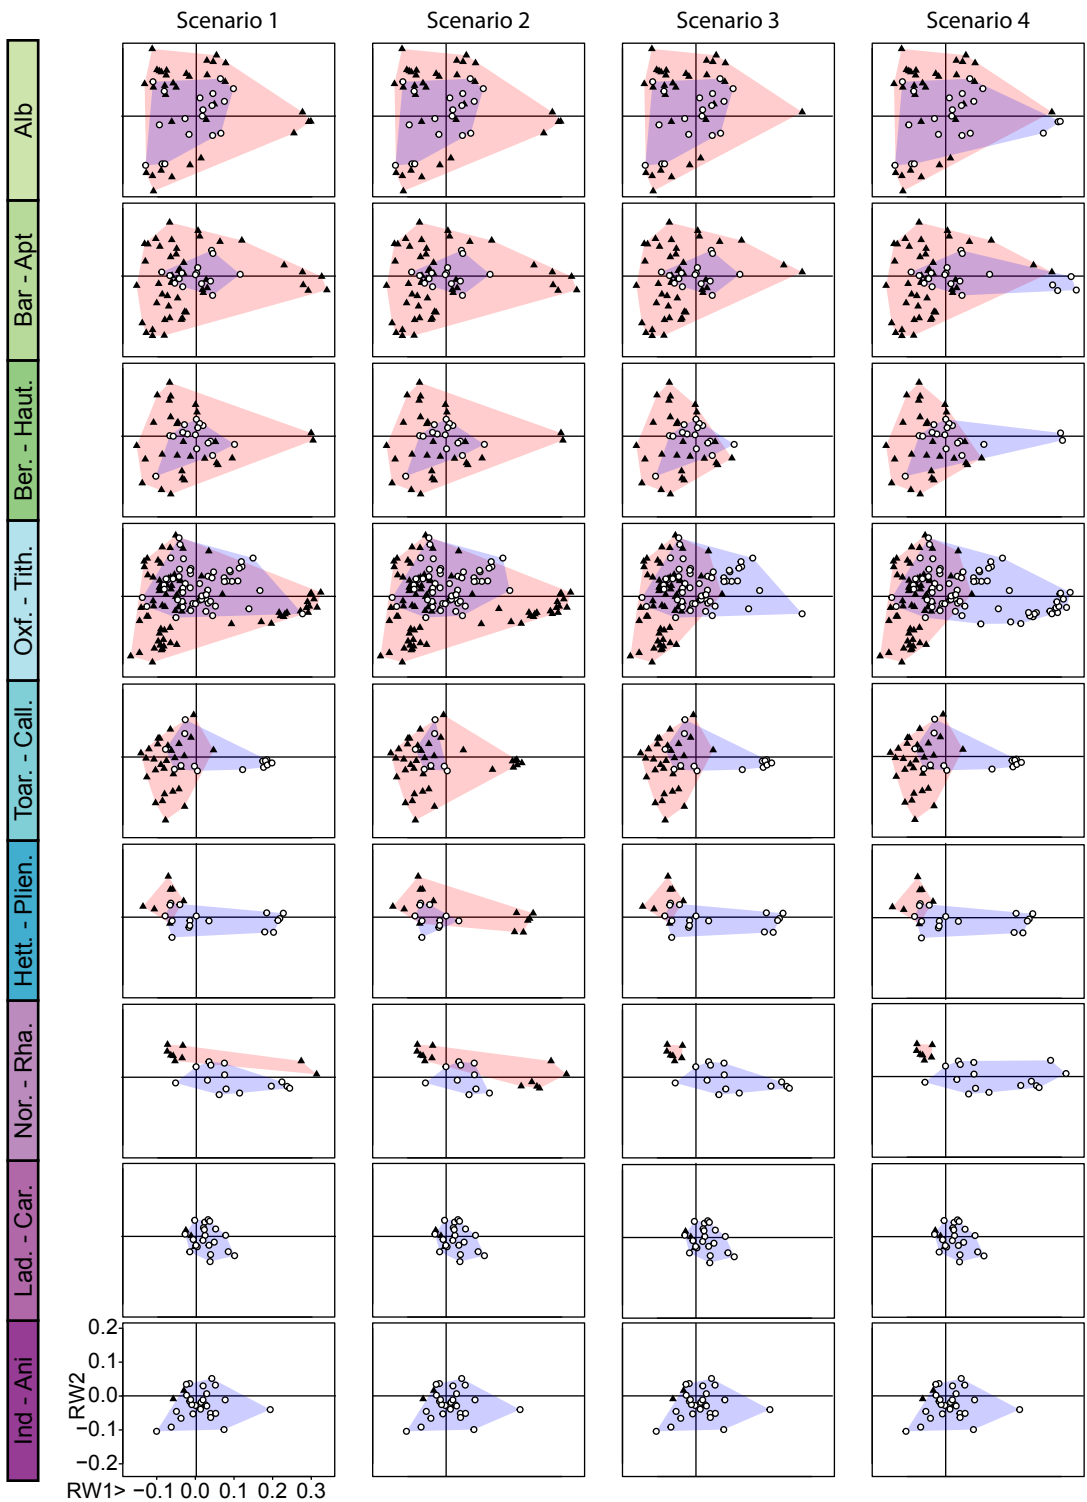 Scenario 1 Scenario 2 Scenario 3 Scenario 4
Alb
Bar - Apt
Ber. - Haut.
Oxf. - Tith.
Toar. - Call.
Hett. - Plien.
Nor. - Rha.
Lad. - Car.
Ind - Ani
0.2
0.1
0.0
−0.1
−0.2
RW2
RW1> −0.1 0.0 0.1 0.2 0.3